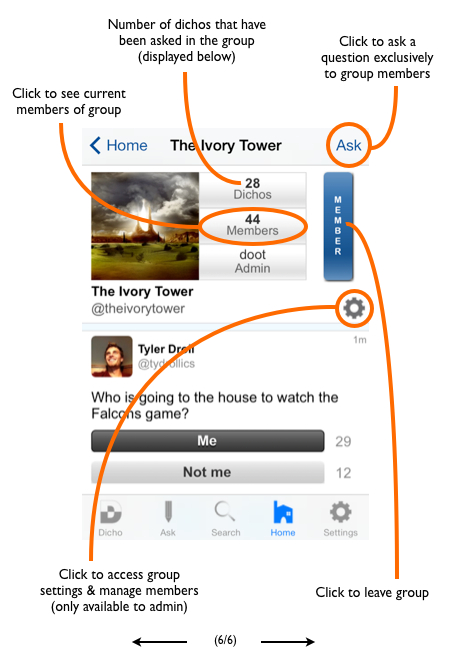 Number of dichos that have
been asked in the group
(displayed below)
Click to ask a
question exclusively
to group members
Click to see current
members of group
Home
The Ivory Tower
Ask
28
Dichos
44
Members
doot
Admin
MEMBER
The Ivory Tower
@theivorytower
1m
Tyler Droll
@tydrollics
Who is going to the house to watch the
Falcons game?
Me 29
Not me 12
Dicho Ask Search Home Settings
Click to access group
settings & manage members
(only available to admin)
Click to leave group
(6/6)